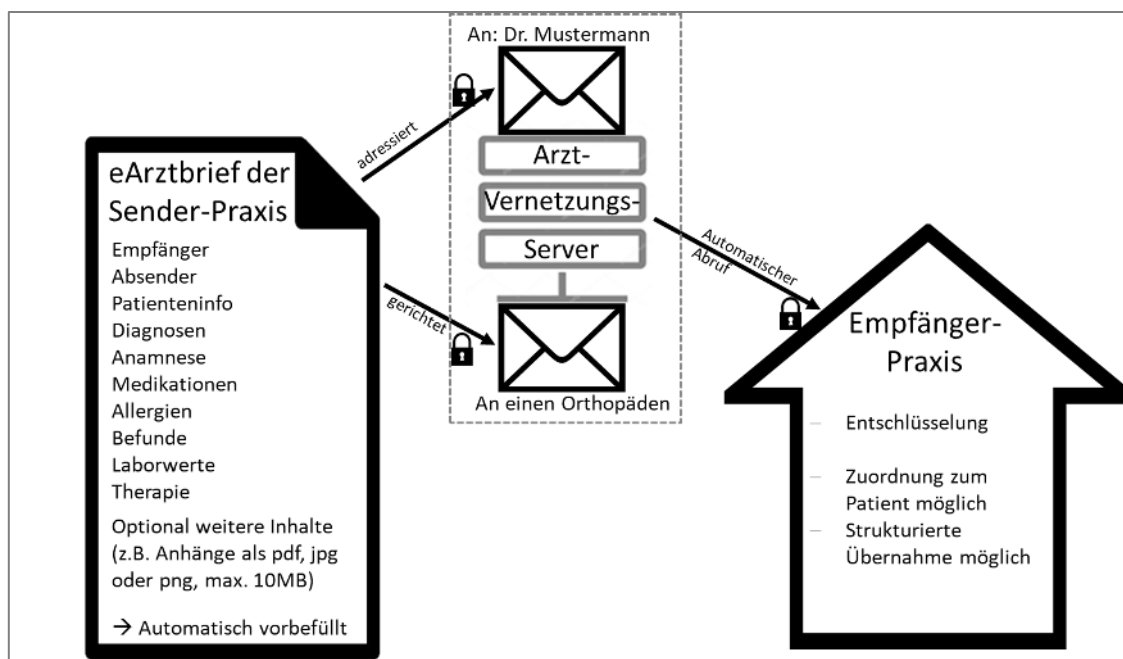 An: Dr. Mustermann
adressiert
Arzt-
Vernetzungs-
Server
gerichtet
An einen Orthopäden
eArztbrief der
Sender-Praxis
Empfänger
Absender
Patienteninfo
Diagnosen
Anamnese
Medikationen
Allergien
Befunde
Laborwerte
Therapie
Optional weitere Inhalte
(z.B. Anhänge als pdf, jpg
oder png, max. 10MB)
→ Automatisch vorbefüllt
Automatischer
Abruf
Empfänger-
Praxis
– Entschlüsselung
– Zuordnung zum
Patient möglich
– Strukturierte
Übernahme möglich